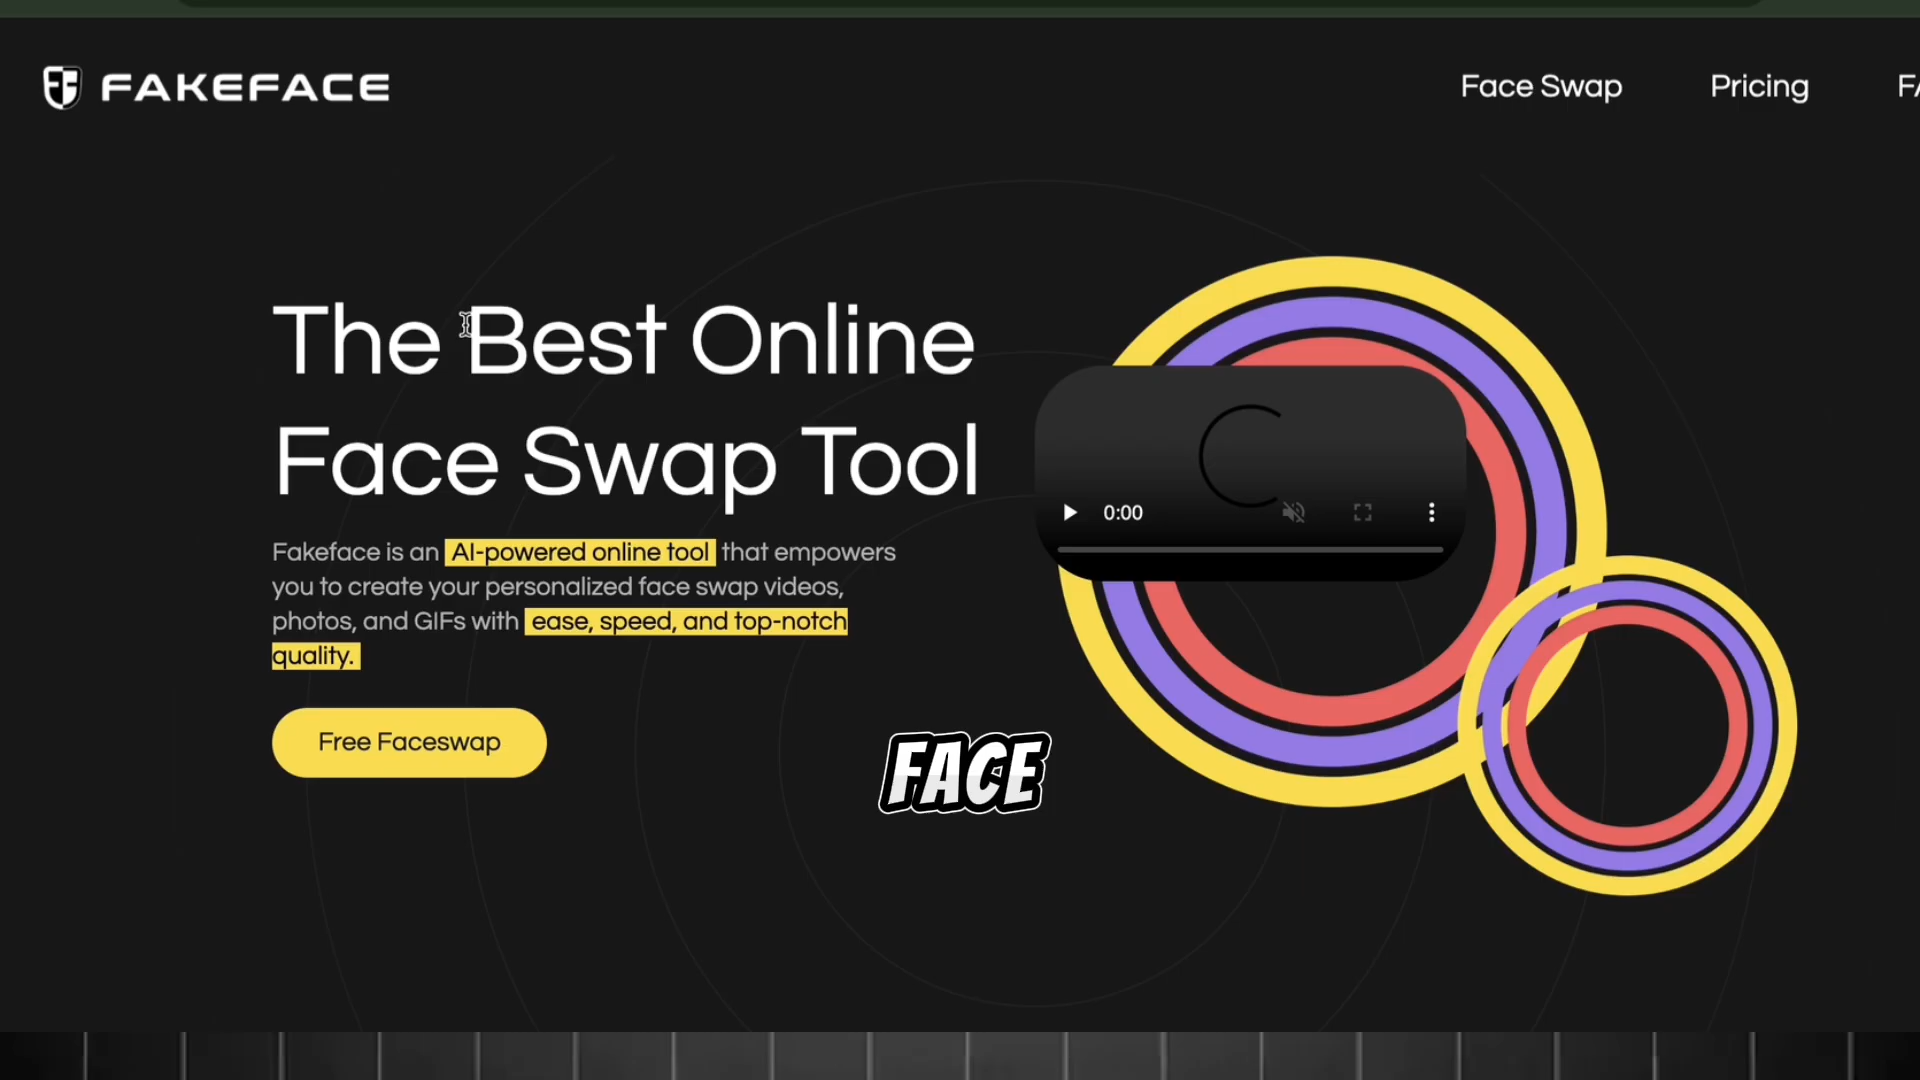 FAKEFACE
Face Swap
Pricing
FA
The Best Online
Face Swap Tool
Fakeface is an AI-powered online tool that empowers
you to create your personalized face swap videos,
photos, and GIFs with ease, speed, and top-notch
quality.
0:00
Free Faceswap
FACE